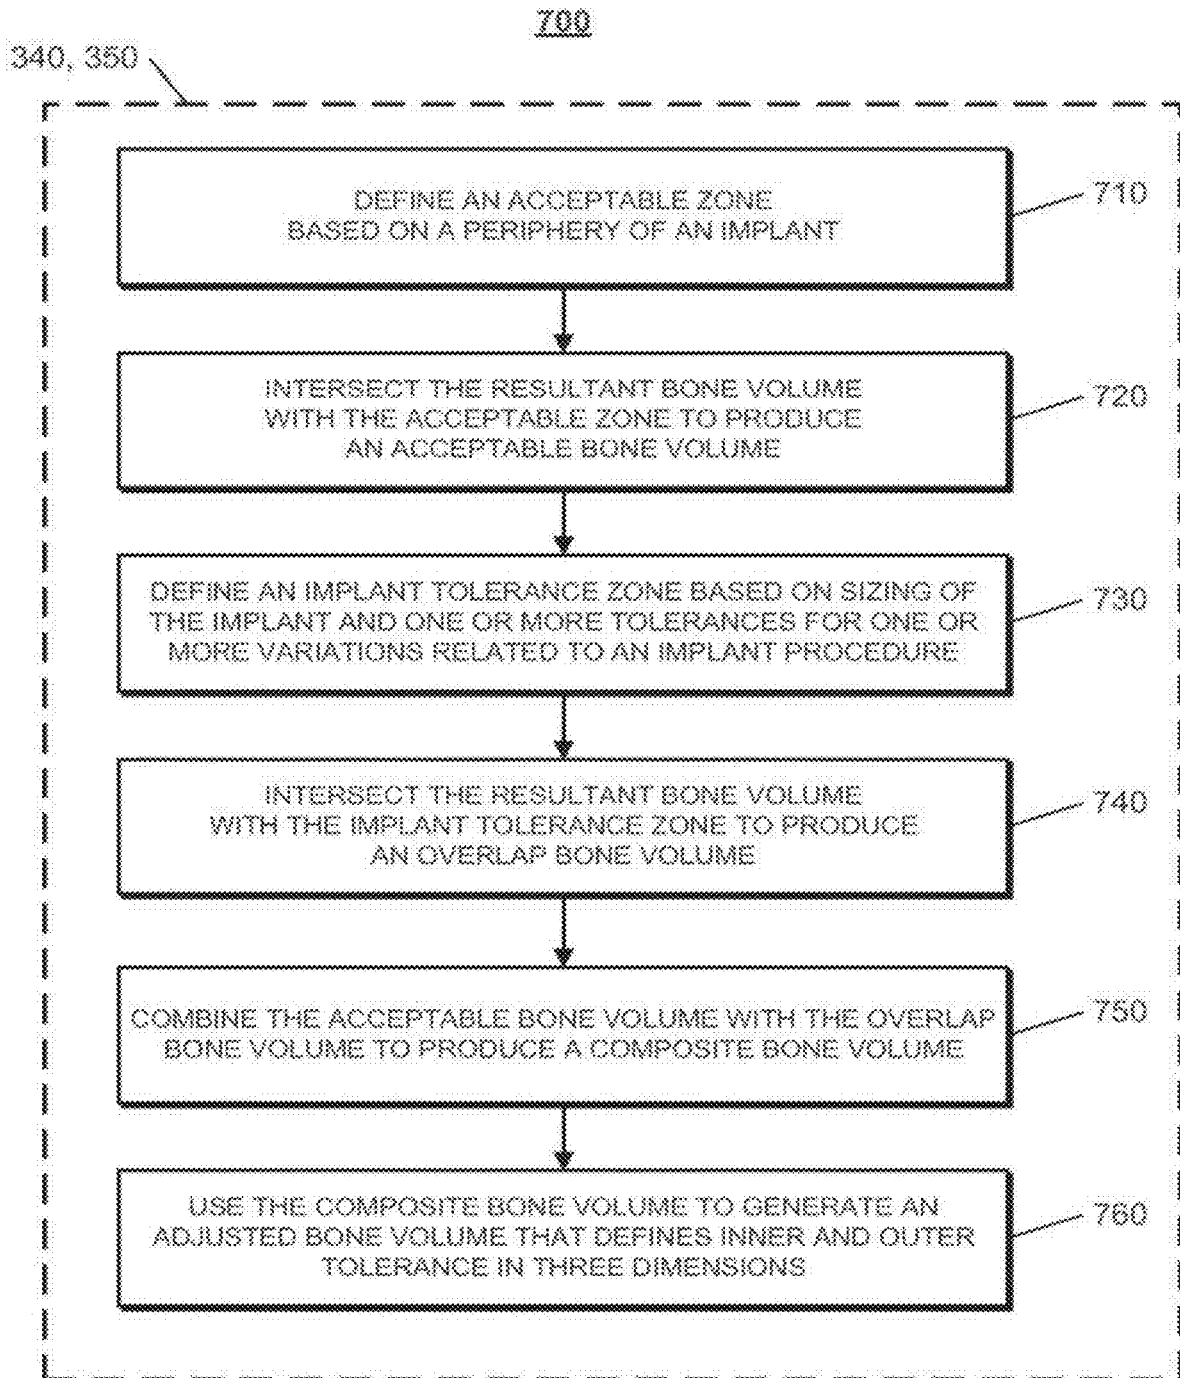 700
340, 350
DEFINE AN ACCEPTABLE ZONE
BASED ON A PERIPHERY OF AN IMPLANT
710
INTERSECT THE RESULTANT BONE VOLUME
WITH THE ACCEPTABLE ZONE TO PRODUCE
AN ACCEPTABLE BONE VOLUME
720
DEFINE AN IMPLANT TOLERANCE ZONE BASED ON SIZING OF
THE IMPLANT AND ONE OR MORE TOLERANCES FOR ONE OR
MORE VARIATIONS RELATED TO AN IMPLANT PROCEDURE
730
INTERSECT THE RESULTANT BONE VOLUME
WITH THE IMPLANT TOLERANCE ZONE TO PRODUCE
AN OVERLAP BONE VOLUME
740
COMBINE THE ACCEPTABLE BONE VOLUME WITH THE OVERLAP
BONE VOLUME TO PRODUCE A COMPOSITE BONE VOLUME
750
USE THE COMPOSITE BONE VOLUME TO GENERATE AN
ADJUSTED BONE VOLUME THAT DEFINES INNER AND OUTER
TOLERANCE IN THREE DIMENSIONS
760